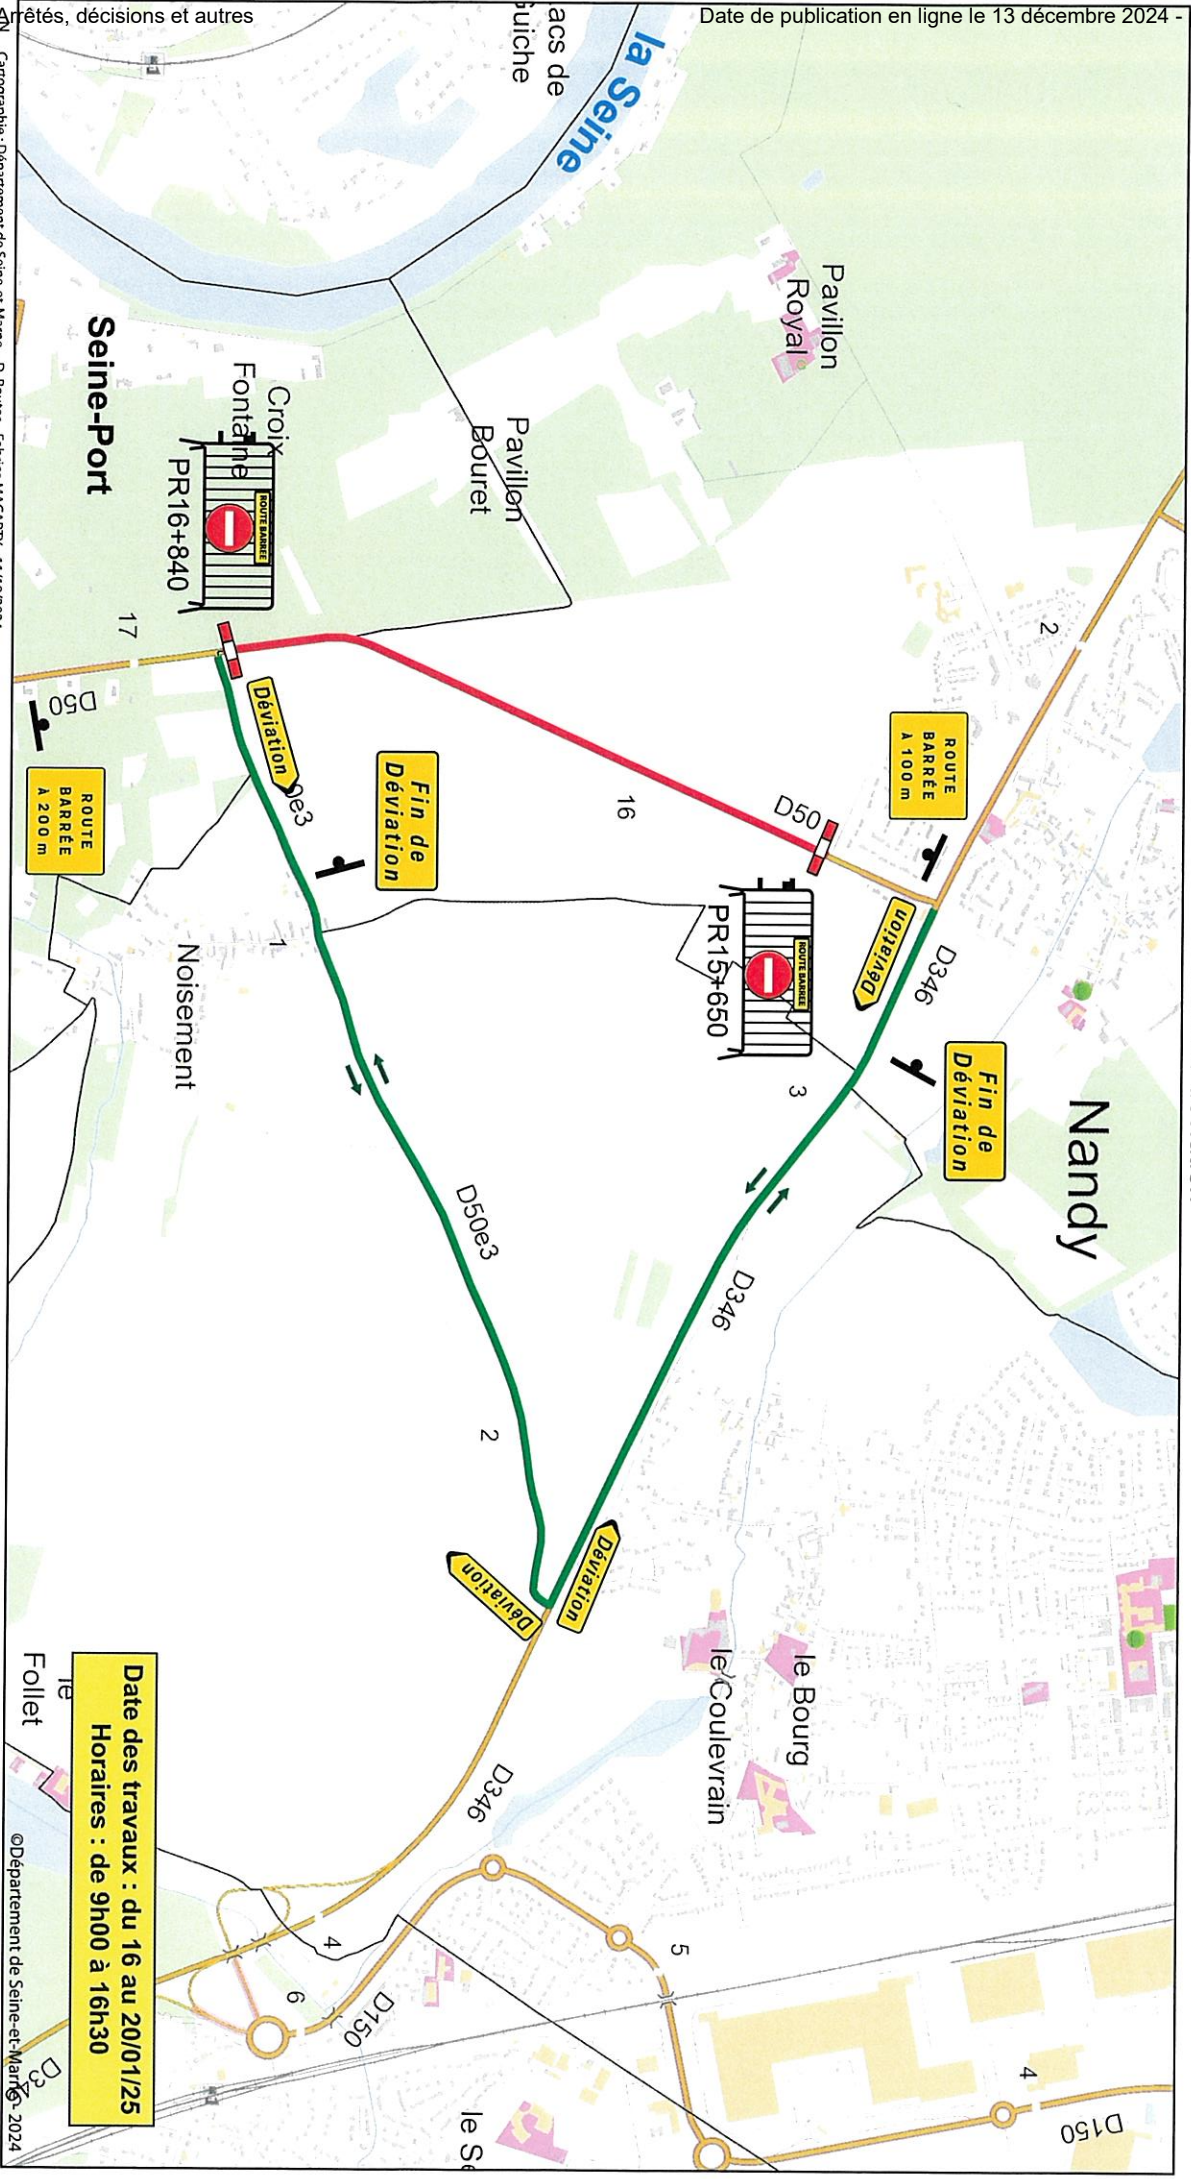 Arrêtés, décisions et autres
Date de publication en ligne le 13 décembre 2024 -
la Seine
Pavillon
Royal
Pavillon
Bouret
Croix
Fontaine
Seine-Port
ROUTE BARREE
PR16+840
17
D50
ROUTE
BARRÉE
À 200 m
Déviation
Fin de
Déviation
1
Noisement
16
D50
2
ROUTE
BARRÉE
À 100 m
ROUTE BARREE
PR15+650
Déviation
D346
Fin de
Déviation
Nandy
3
D346
D50e3
2
Déviation
Déviation
le Bourg
le Coulevrain
D346
le
Follet
Date des travaux : du 16 au 20/01/25
Horaires : de 9h00 à 16h30
4
5
6
D150
4
D150
©Département de Seine-et-Marne - 2024